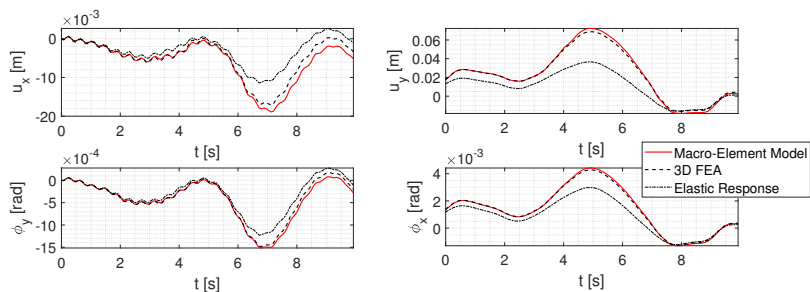 ×10⁻³
0
-10
-20
u_x [m]
0 2 4 6 8
t [s]
0.06
0.04
0.02
0
u_y [m]
0 2 4 6 8
t [s]
×10⁻⁴
0
-5
-10
-15
ϕ_y [rad]
0 2 4 6 8
t [s]
×10⁻³
4
2
0
ϕ_x [rad]
0 2 4 6 8
t [s]
Macro-Element Model
3D FEA
Elastic Response